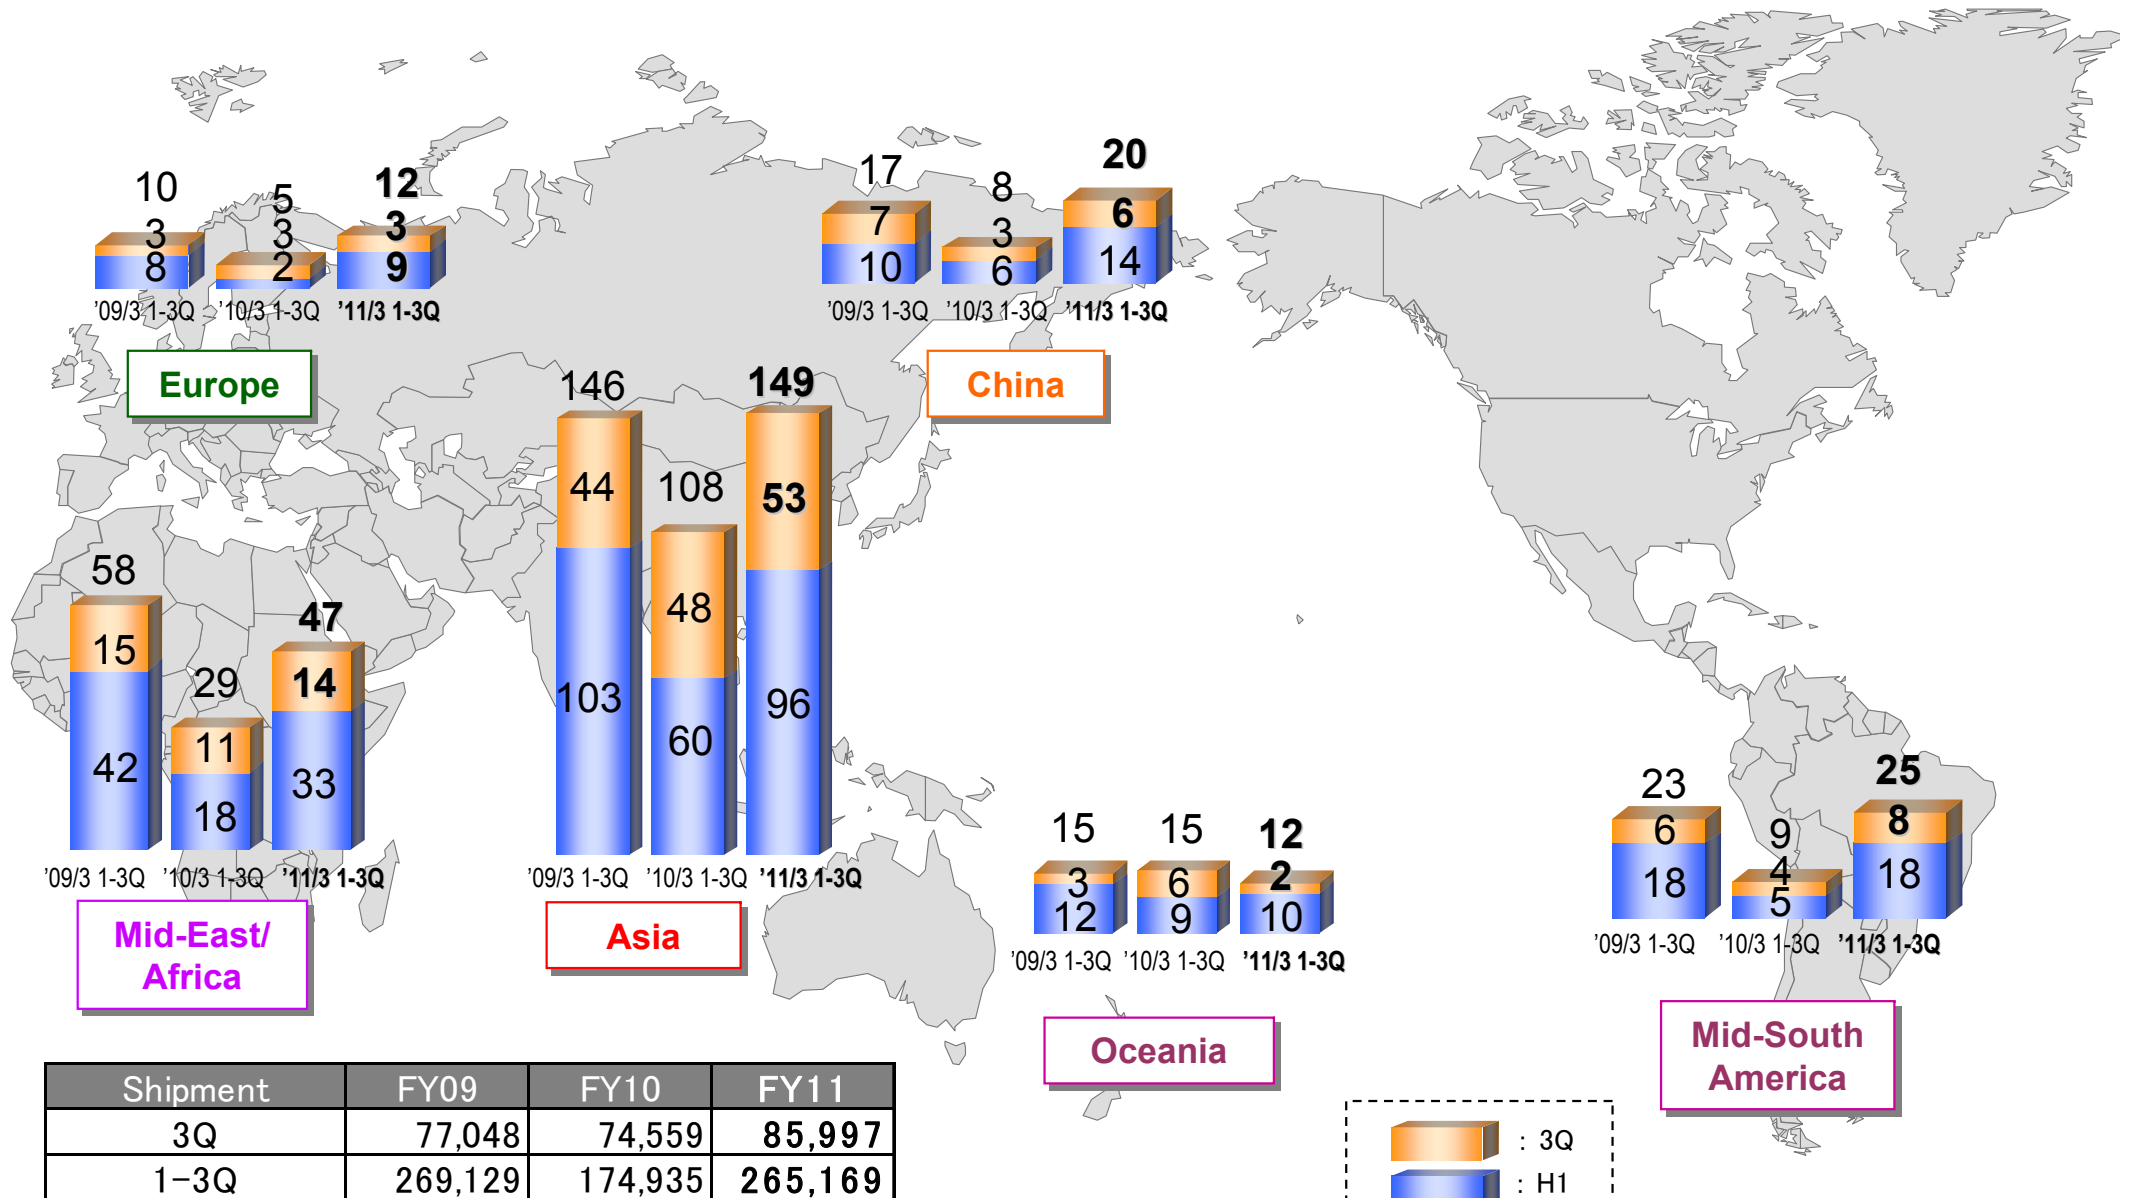 10
3
8
5
3
2
12
3
9
’09/3 1-3Q
’10/3 1-3Q
’11/3 1-3Q
Europe
17
7
10
8
3
6
20
6
14
’09/3 1-3Q
’10/3 1-3Q
’11/3 1-3Q
China
58
15
42
29
11
18
47
14
33
’09/3 1-3Q
’10/3 1-3Q
’11/3 1-3Q
Mid-East/
Africa
146
44
103
108
48
60
149
53
96
’09/3 1-3Q
’10/3 1-3Q
’11/3 1-3Q
Asia
15
3
12
15
6
9
12
2
10
’09/3 1-3Q
’10/3 1-3Q
’11/3 1-3Q
Oceania
23
6
18
9
4
5
25
8
18
’09/3 1-3Q
’10/3 1-3Q
’11/3 1-3Q
Mid-South
America
Shipment FY09 FY10 FY11
3Q 77,048 74,559 85,997
1-3Q 269,129 174,935 265,169
: 3Q
: H1